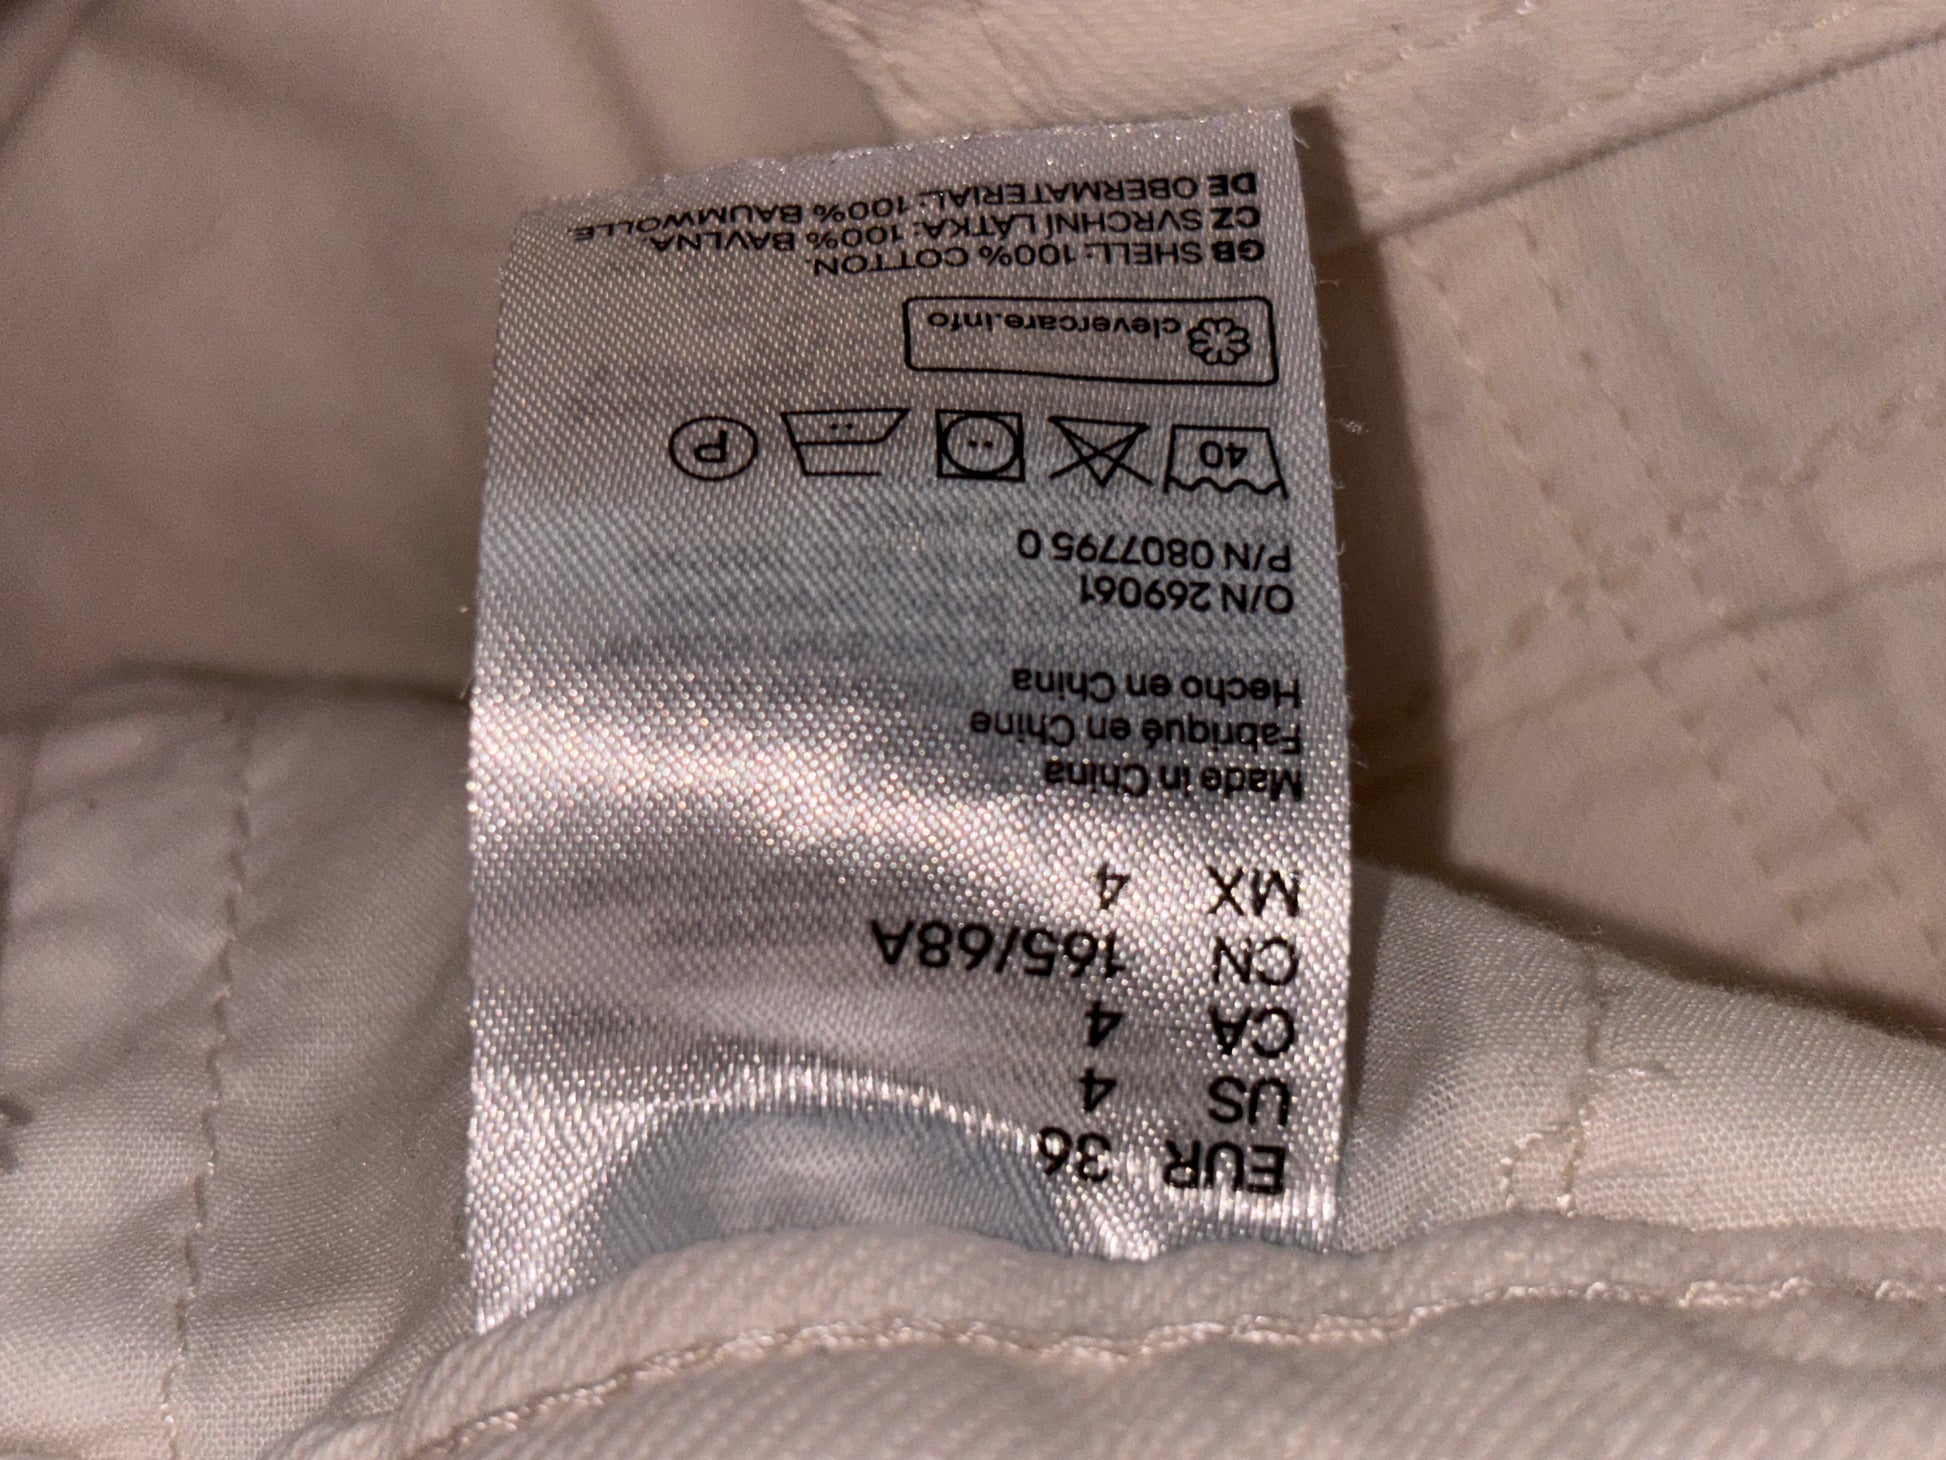 EUR 36
US 4
CA 4
CN 165/68A
MX 4
Made in China
Fabriqué en Chine
Hecho en China
O/N 269061
P/N 0807795 0
40
P
clevercare.info
GB SHELL: 100% COTTON.
CZ SVRCHNÍ LÁTKA: 100% BAVLNA.
DE OBERMATERIAL: 100% BAUMWOLLE.